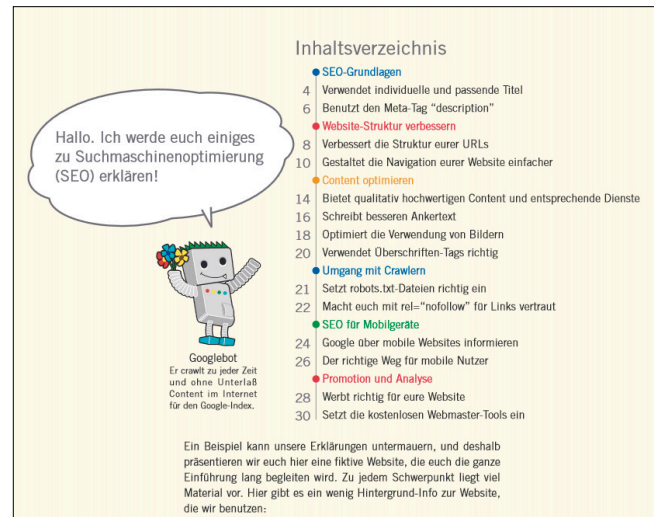 Inhaltsverzeichnis
SEO-Grundlagen
4 Verwendet individuelle und passende Titel
6 Benutzt den Meta-Tag “description”
Website-Struktur verbessern
8 Verbessert die Struktur eurer URLs
10 Gestaltet die Navigation eurer Website einfacher
Content optimieren
14 Bietet qualitativ hochwertigen Content und entsprechende Dienste
16 Schreibt besseren Ankertext
18 Optimiert die Verwendung von Bildern
20 Verwendet Überschriften-Tags richtig
Umgang mit Crawlern
21 Setzt robots.txt-Dateien richtig ein
22 Macht euch mit rel=“nofollow” für Links vertraut
SEO für Mobilgeräte
24 Google über mobile Websites informieren
26 Der richtige Weg für mobile Nutzer
Promotion und Analyse
28 Werbt richtig für eure Website
30 Setzt die kostenlosen Webmaster-Tools ein
Hallo. Ich werde euch einiges
zu Suchmaschinenoptimierung
(SEO) erklären!
Googlebot
Er crawlt zu jeder Zeit
und ohne Unterlaß
Content im Internet
für den Google-Index.
Ein Beispiel kann unsere Erklärungen untermauern, und deshalb
präsentieren wir euch hier eine fiktive Website, die euch die ganze
Einführung lang begleiten wird. Zu jedem Schwerpunkt liegt viel
Material vor. Hier gibt es ein wenig Hintergrund-Info zur Website,
die wir benutzen: